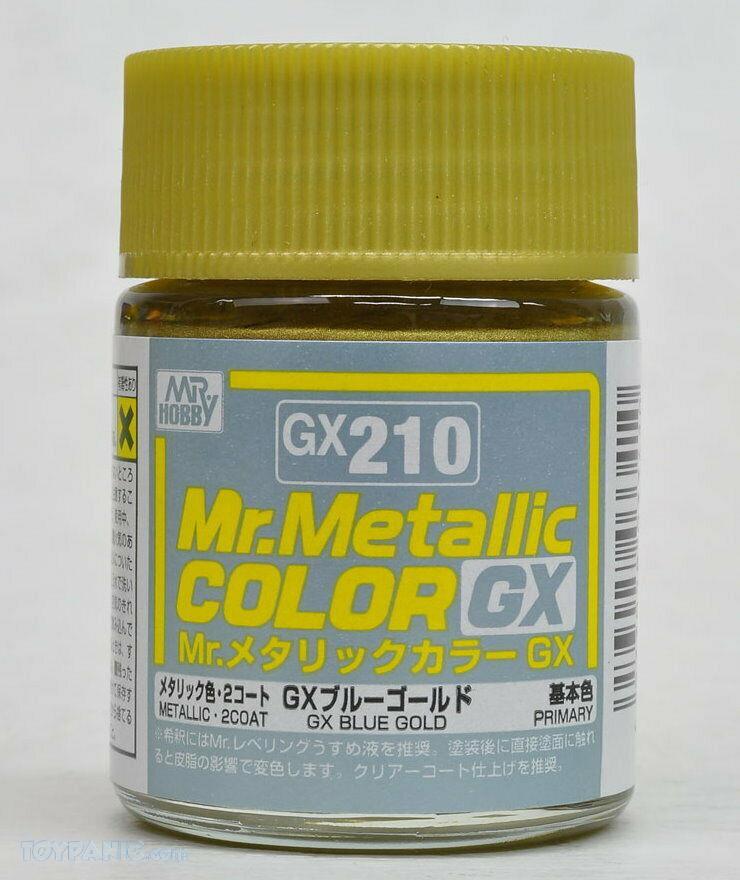 MR HOBBY
GX210
Mr.Metallic
COLOR GX
Mr.メタリックカラー GX
メタリック色・2コート GXブルーゴールド 基本色
METALLIC・2COAT GX BLUE GOLD PRIMARY
※希釈にはMr.レベリングうすめ液を推奨。塗装後に直接塗面に触れ
ると皮脂の影響で変色します。クリアーコート仕上げを推奨。
TOYPANIC.com